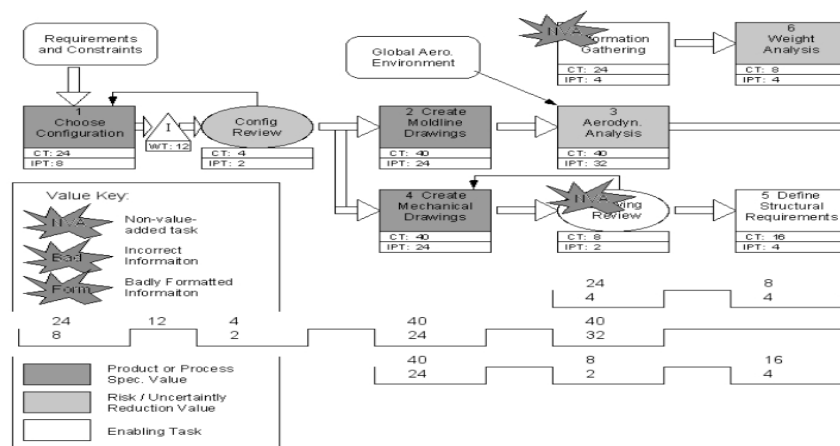 Requirements
and Constraints
Global Aero.
Environment
NVA
Gathering
CT: 24
IPT: 4
6
Weight
Analysis
CT: 8
IPT: 4
1
Choose
Configuration
CT: 24
IPT: 8
I
WT: 12
Config
Review
CT: 4
IPT: 2
2 Create
Moldline
Drawings
CT: 40
IPT: 24
3
Aerodyn.
Analysis
CT: 40
IPT: 32
4 Create
Mechanical
Drawings
CT: 40
IPT: 24
NVA
Review
CT: 8
IPT: 2
5 Define
Structural
Requirements
CT: 16
IPT: 4
Value Key:
NVA
Non-value-
added task
Bad
Incorrect
Informaiton
Form
Badly Formatted
Informaiton
24
4
8
4
24
8
12
4
2
40
24
40
32
40
24
8
2
16
4
Product or Process
Spec. Value
Risk / Uncertainty
Reduction Value
Enabling Task